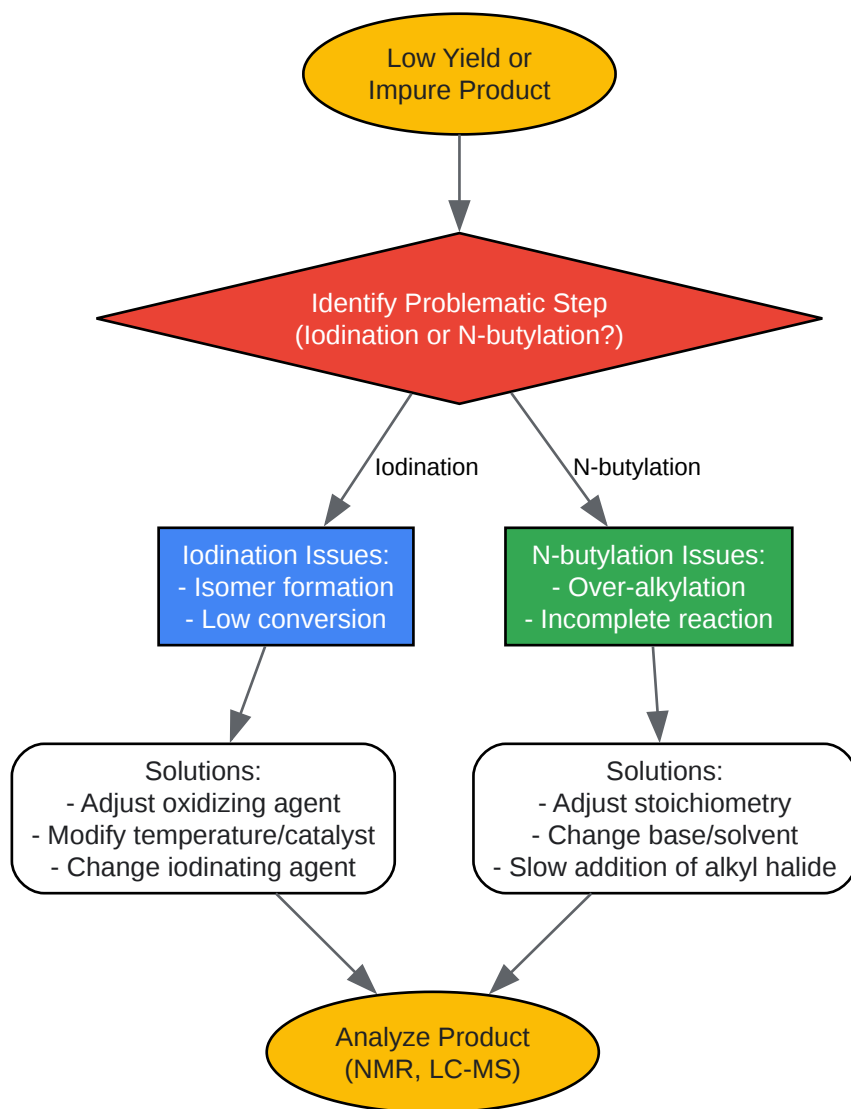 Low Yield or
Impure Product
Identify Problematic Step
(Iodination or N-butylation?)
Iodination
N-butylation
Iodination Issues:
- Isomer formation
- Low conversion
N-butylation Issues:
- Over-alkylation
- Incomplete reaction
Solutions:
- Adjust oxidizing agent
- Modify temperature/catalyst
- Change iodinating agent
Solutions:
- Adjust stoichiometry
- Change base/solvent
- Slow addition of alkyl halide
Analyze Product
(NMR, LC-MS)